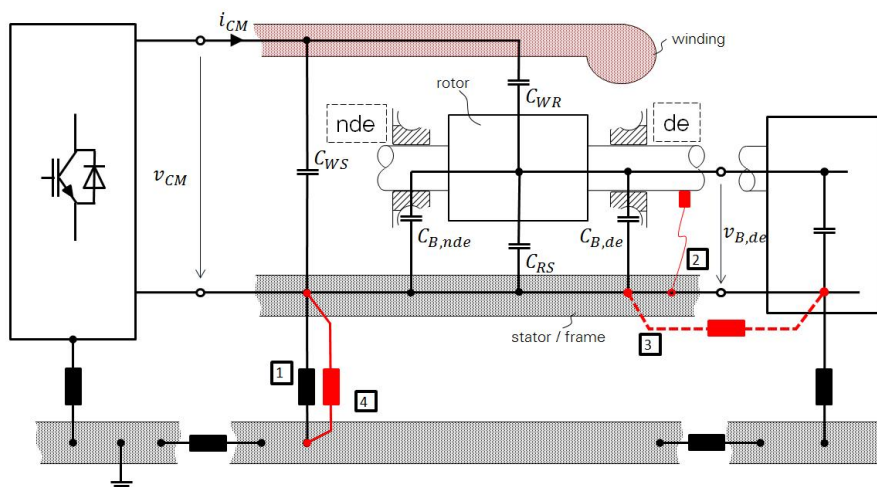 i_CM
winding
rotor
C_WR
nde
de
C_WS
v_CM
C_B,nde
C_B,de
v_B,de
C_RS
2
stator / frame
3
1
4